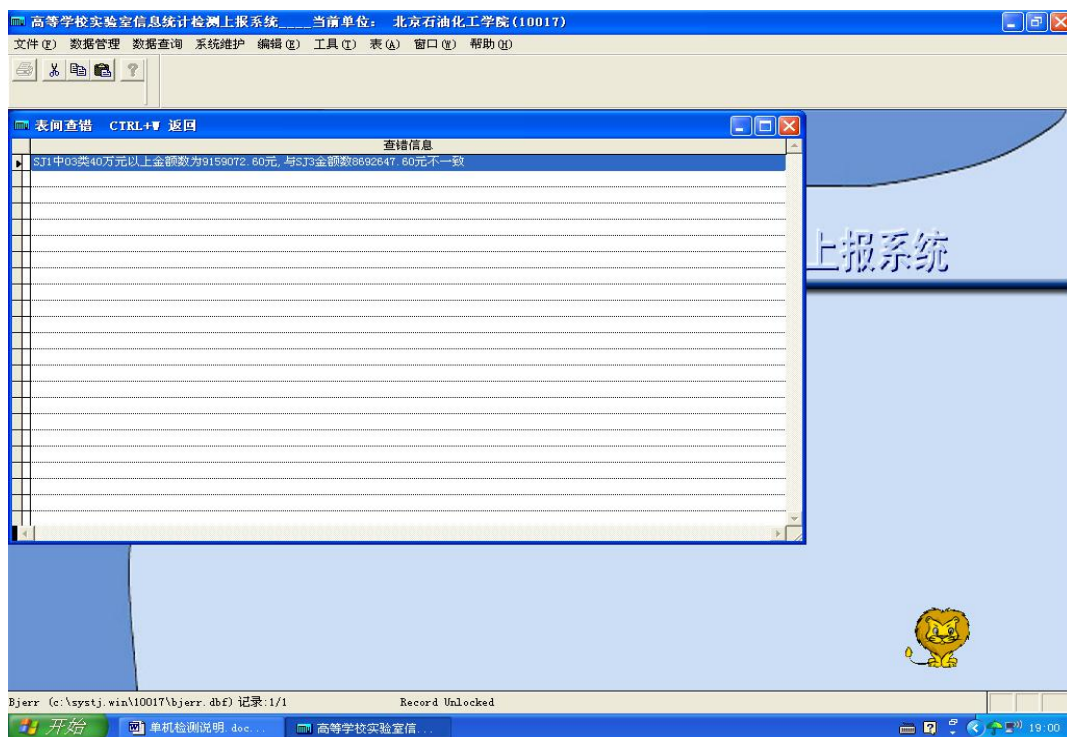 高等学校实验室信息统计检测上报系统____当前单位： 北京石油化工学院(10017)
文件(F) 数据管理 数据查询 系统维护 编辑(E) 工具(T) 表(A) 窗口(W) 帮助(H)
表间查错 CTRL+W 返回
查错信息
SJ1中03类40万元以上金额数为9159072.60元,与SJ3金额数8692647.60元不一致
上报系统
Bjerr (c:\systj.win\10017\bjerr.dbf) 记录:1/1 Record Unlocked
开始 单机检测说明.doc... 高等学校实验室信... 19:00